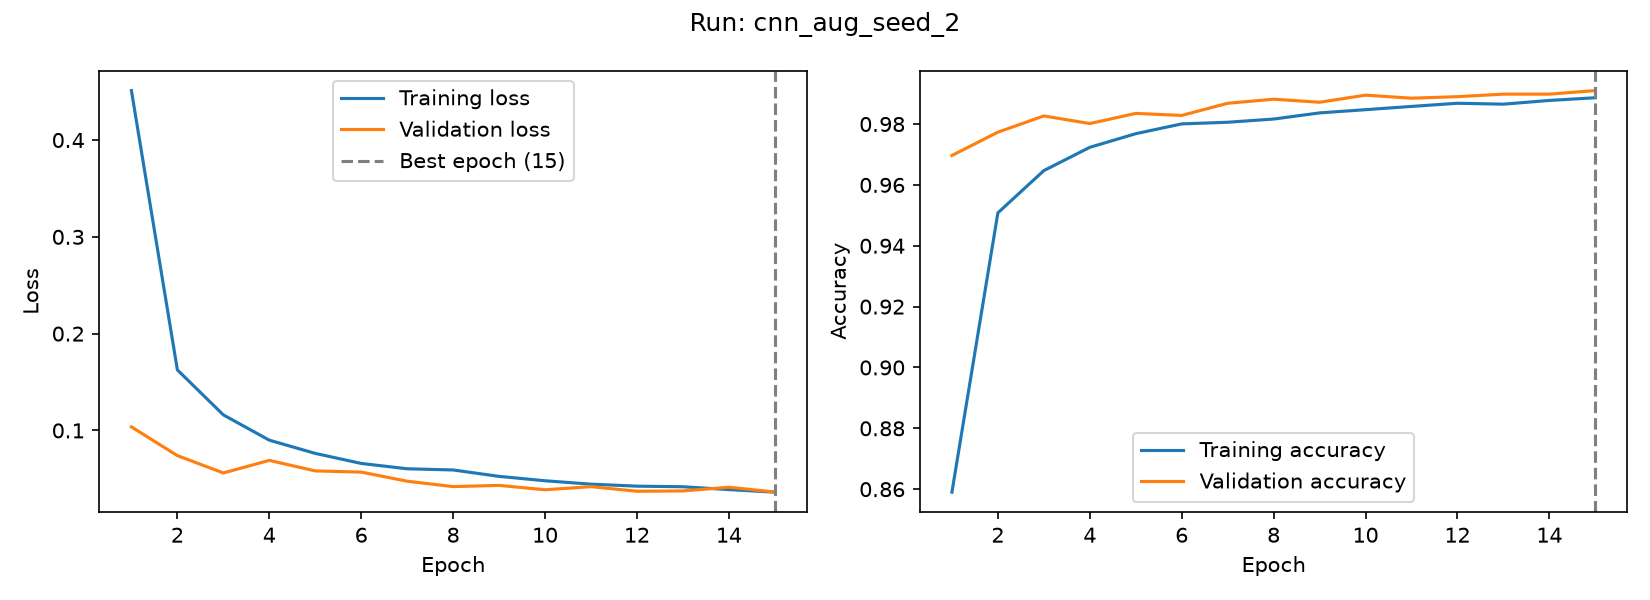 Run: cnn_aug_seed_2
Training loss
Validation loss
Best epoch (15)
0.4
0.3
0.2
0.1
Loss
2 4 6 8 10 12 14
Epoch
0.98
0.96
0.94
0.92
0.90
0.88
0.86
Accuracy
Training accuracy
Validation accuracy
2 4 6 8 10 12 14
Epoch